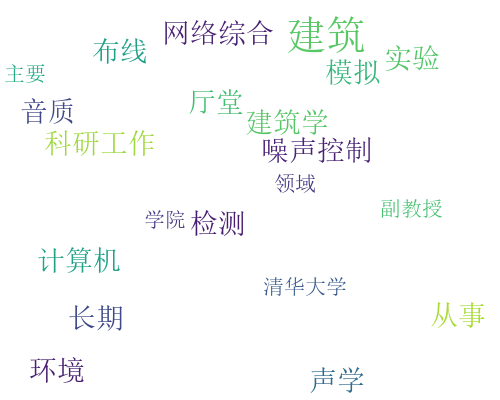 网络综合
建筑
布线
实验
主要
模拟
音质
厅堂
建筑学
科研工作
噪声控制
领域
副教授
学院
检测
计算机
清华大学
长期
从事
环境
声学